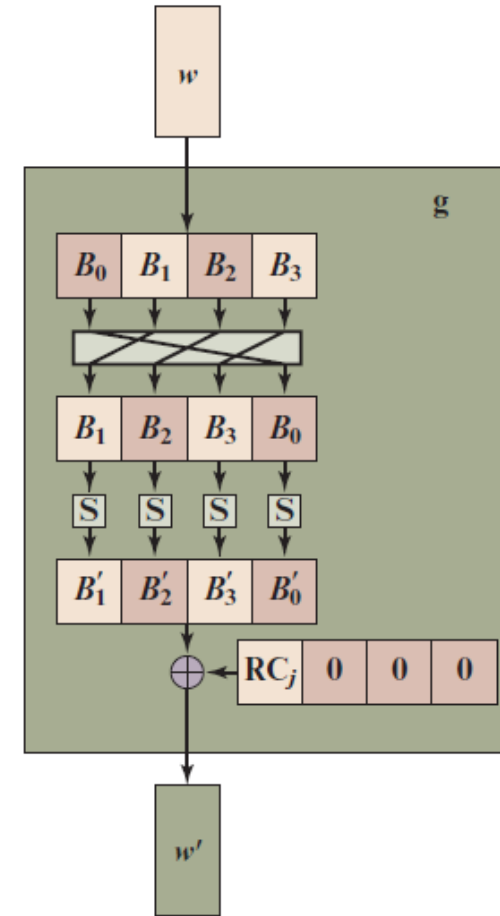 w
g
B₀ B₁ B₂ B₃
B₁ B₂ B₃ B₀
S S S S
B′₁ B′₂ B′₃ B′₀
RCⱼ 0 0 0
w′